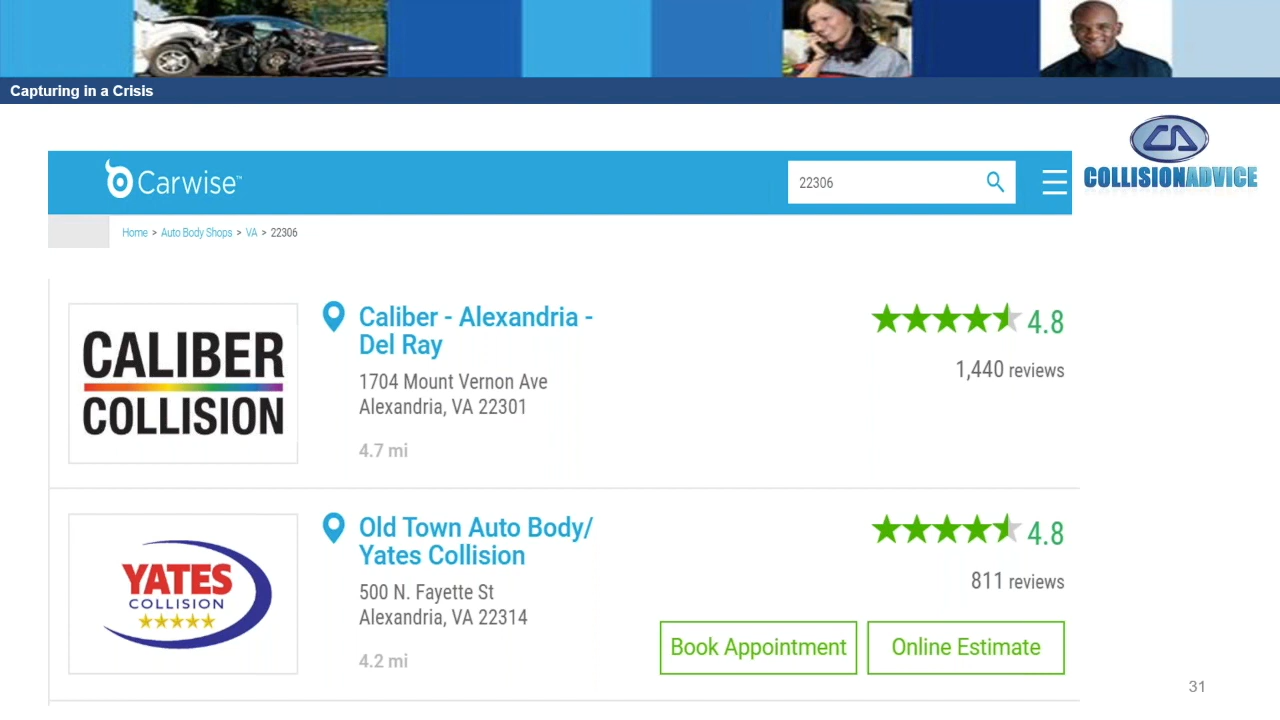 Capturing in a Crisis
COLLISIONADVICE
Carwise™
22306
Home > Auto Body Shops > VA > 22306
CALIBER
COLLISION
Caliber - Alexandria -
Del Ray
1704 Mount Vernon Ave
Alexandria, VA 22301
4.7 mi
4.8
1,440 reviews
YATES
COLLISION
Old Town Auto Body/
Yates Collision
500 N. Fayette St
Alexandria, VA 22314
4.2 mi
4.8
811 reviews
Book Appointment
Online Estimate
31